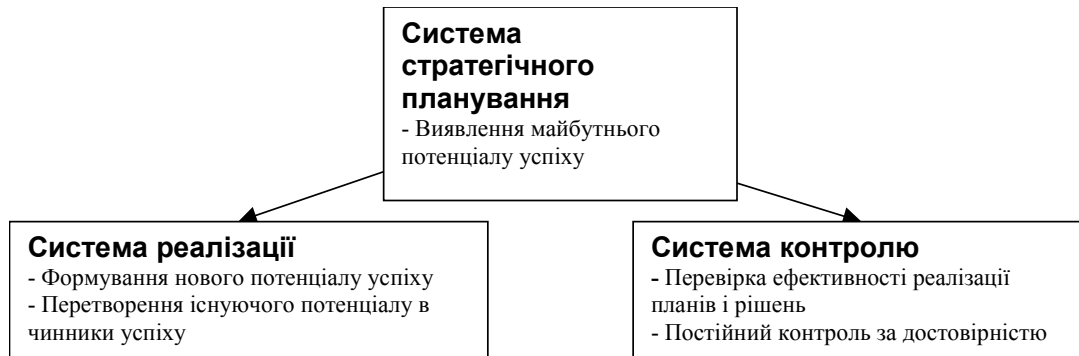 Система
стратегічного
планування
- Виявлення майбутнього
потенціалу успіху
Система реалізації
- Формування нового потенціалу успіху
- Перетворення існуючого потенціалу в
чинники успіху
Система контролю
- Перевірка ефективності реалізації
планів і рішень
- Постійний контроль за достовірністю